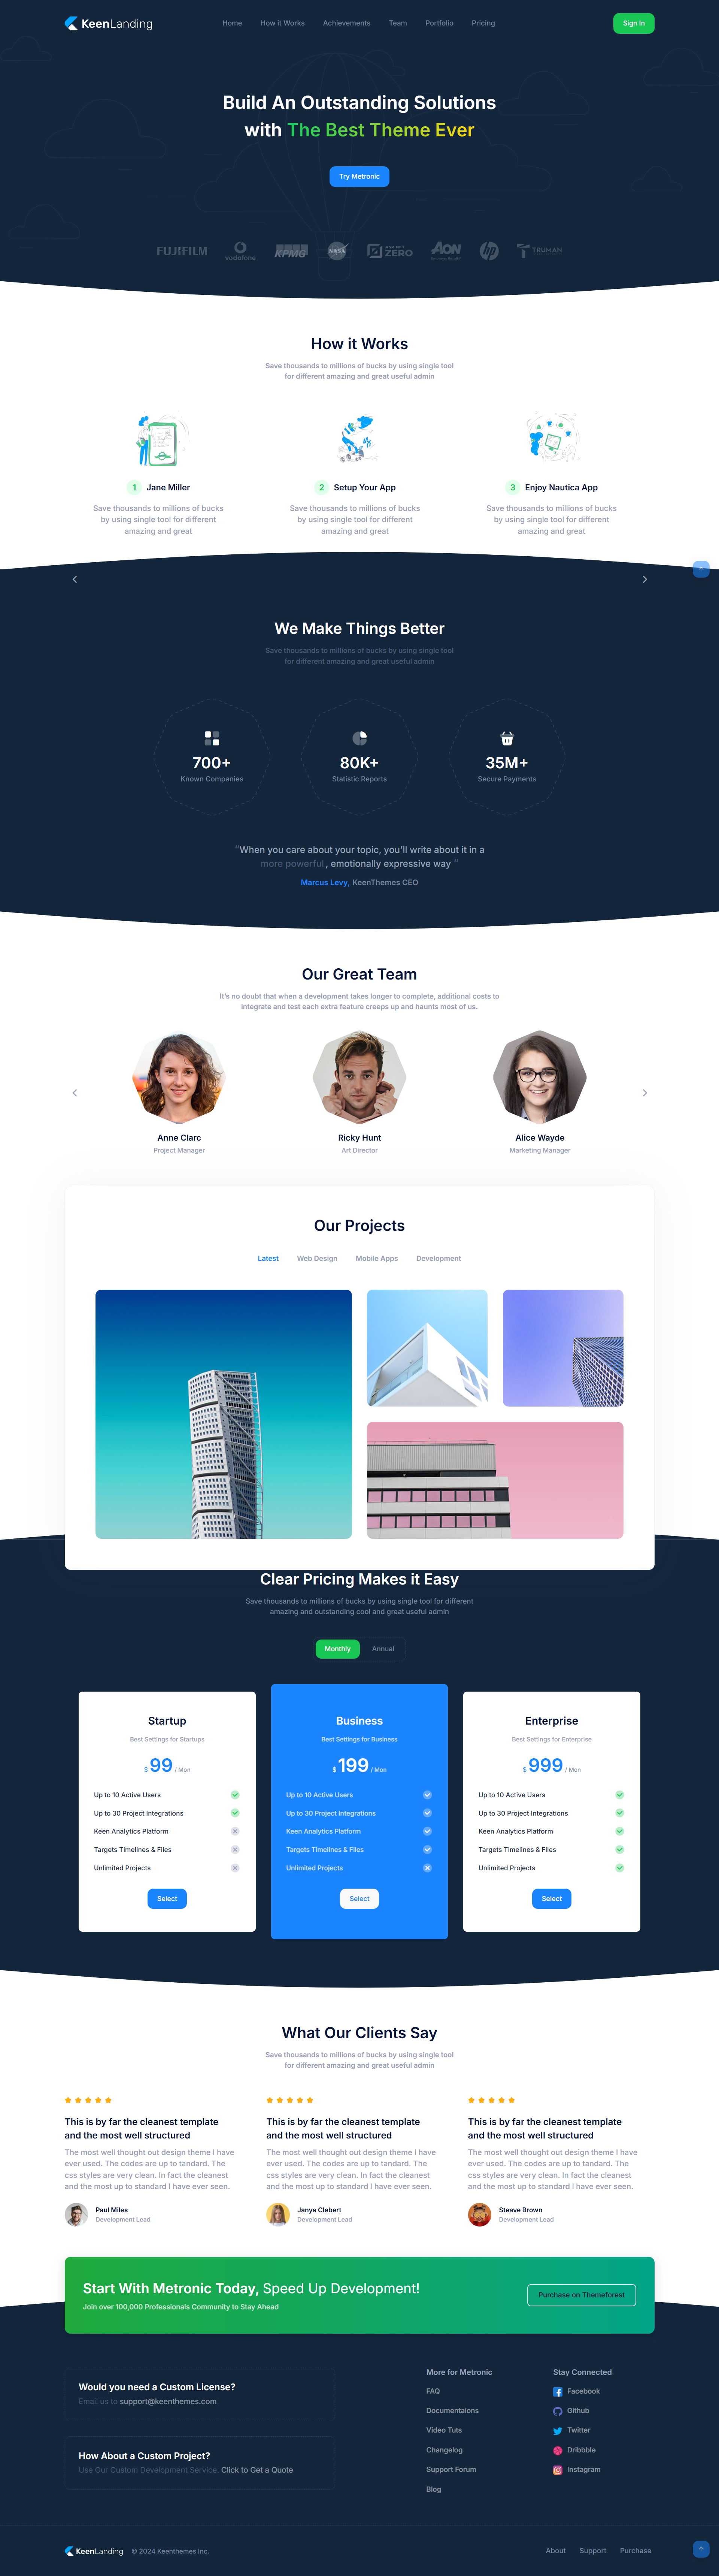 KeenLanding
Home
How it Works
Achievements
Team
Portfolio
Pricing
Sign In
Build An Outstanding Solutions
with The Best Theme Ever
Try Metronic
FUJIFILM
vodafone
KPMG
NASA
ASP.NET
ZERO
AON
hp
TRUMAN
How it Works
Save thousands to millions of bucks by using single tool
for different amazing and great useful admin
1 Jane Miller
Save thousands to millions of bucks
by using single tool for different
amazing and great
2 Setup Your App
Save thousands to millions of bucks
by using single tool for different
amazing and great
3 Enjoy Nautica App
Save thousands to millions of bucks
by using single tool for different
amazing and great
We Make Things Better
Save thousands to millions of bucks by using single tool
for different amazing and great useful admin
700+
Known Companies
80K+
Statistic Reports
35M+
Secure Payments
“When you care about your topic, you’ll write about it in a
more powerful , emotionally expressive way ”
Marcus Levy, KeenThemes CEO
Our Great Team
It’s no doubt that when a development takes longer to complete, additional costs to
integrate and test each extra feature creeps up and haunts most of us.
Anne Clarc
Project Manager
Ricky Hunt
Art Director
Alice Wayde
Marketing Manager
Our Projects
Latest
Web Design
Mobile Apps
Development
Clear Pricing Makes it Easy
Save thousands to millions of bucks by using single tool for different
amazing and outstanding cool and great useful admin
Monthly
Annual
Startup
Best Settings for Startups
$ 99 / Mon
Up to 10 Active Users
Up to 30 Project Integrations
Keen Analytics Platform
Targets Timelines & Files
Unlimited Projects
Select
Business
Best Settings for Business
$ 199 / Mon
Up to 10 Active Users
Up to 30 Project Integrations
Keen Analytics Platform
Targets Timelines & Files
Unlimited Projects
Select
Enterprise
Best Settings for Enterprise
$ 999 / Mon
Up to 10 Active Users
Up to 30 Project Integrations
Keen Analytics Platform
Targets Timelines & Files
Unlimited Projects
Select
What Our Clients Say
Save thousands to millions of bucks by using single tool
for different amazing and great useful admin
This is by far the cleanest template
and the most well structured
The most well thought out design theme I have
ever used. The codes are up to tandard. The
css styles are very clean. In fact the cleanest
and the most up to standard I have ever seen.
Paul Miles
Development Lead
This is by far the cleanest template
and the most well structured
The most well thought out design theme I have
ever used. The codes are up to tandard. The
css styles are very clean. In fact the cleanest
and the most up to standard I have ever seen.
Janya Clebert
Development Lead
This is by far the cleanest template
and the most well structured
The most well thought out design theme I have
ever used. The codes are up to tandard. The
css styles are very clean. In fact the cleanest
and the most up to standard I have ever seen.
Steave Brown
Development Lead
Start With Metronic Today, Speed Up Development!
Join over 100,000 Professionals Community to Stay Ahead
Purchase on Themeforest
Would you need a Custom License?
Email us to support@keenthemes.com
How About a Custom Project?
Use Our Custom Development Service. Click to Get a Quote
More for Metronic
FAQ
Documentaions
Video Tuts
Changelog
Support Forum
Blog
Stay Connected
Facebook
Github
Twitter
Dribbble
Instagram
KeenLanding
© 2024 Keenthemes Inc.
About
Support
Purchase